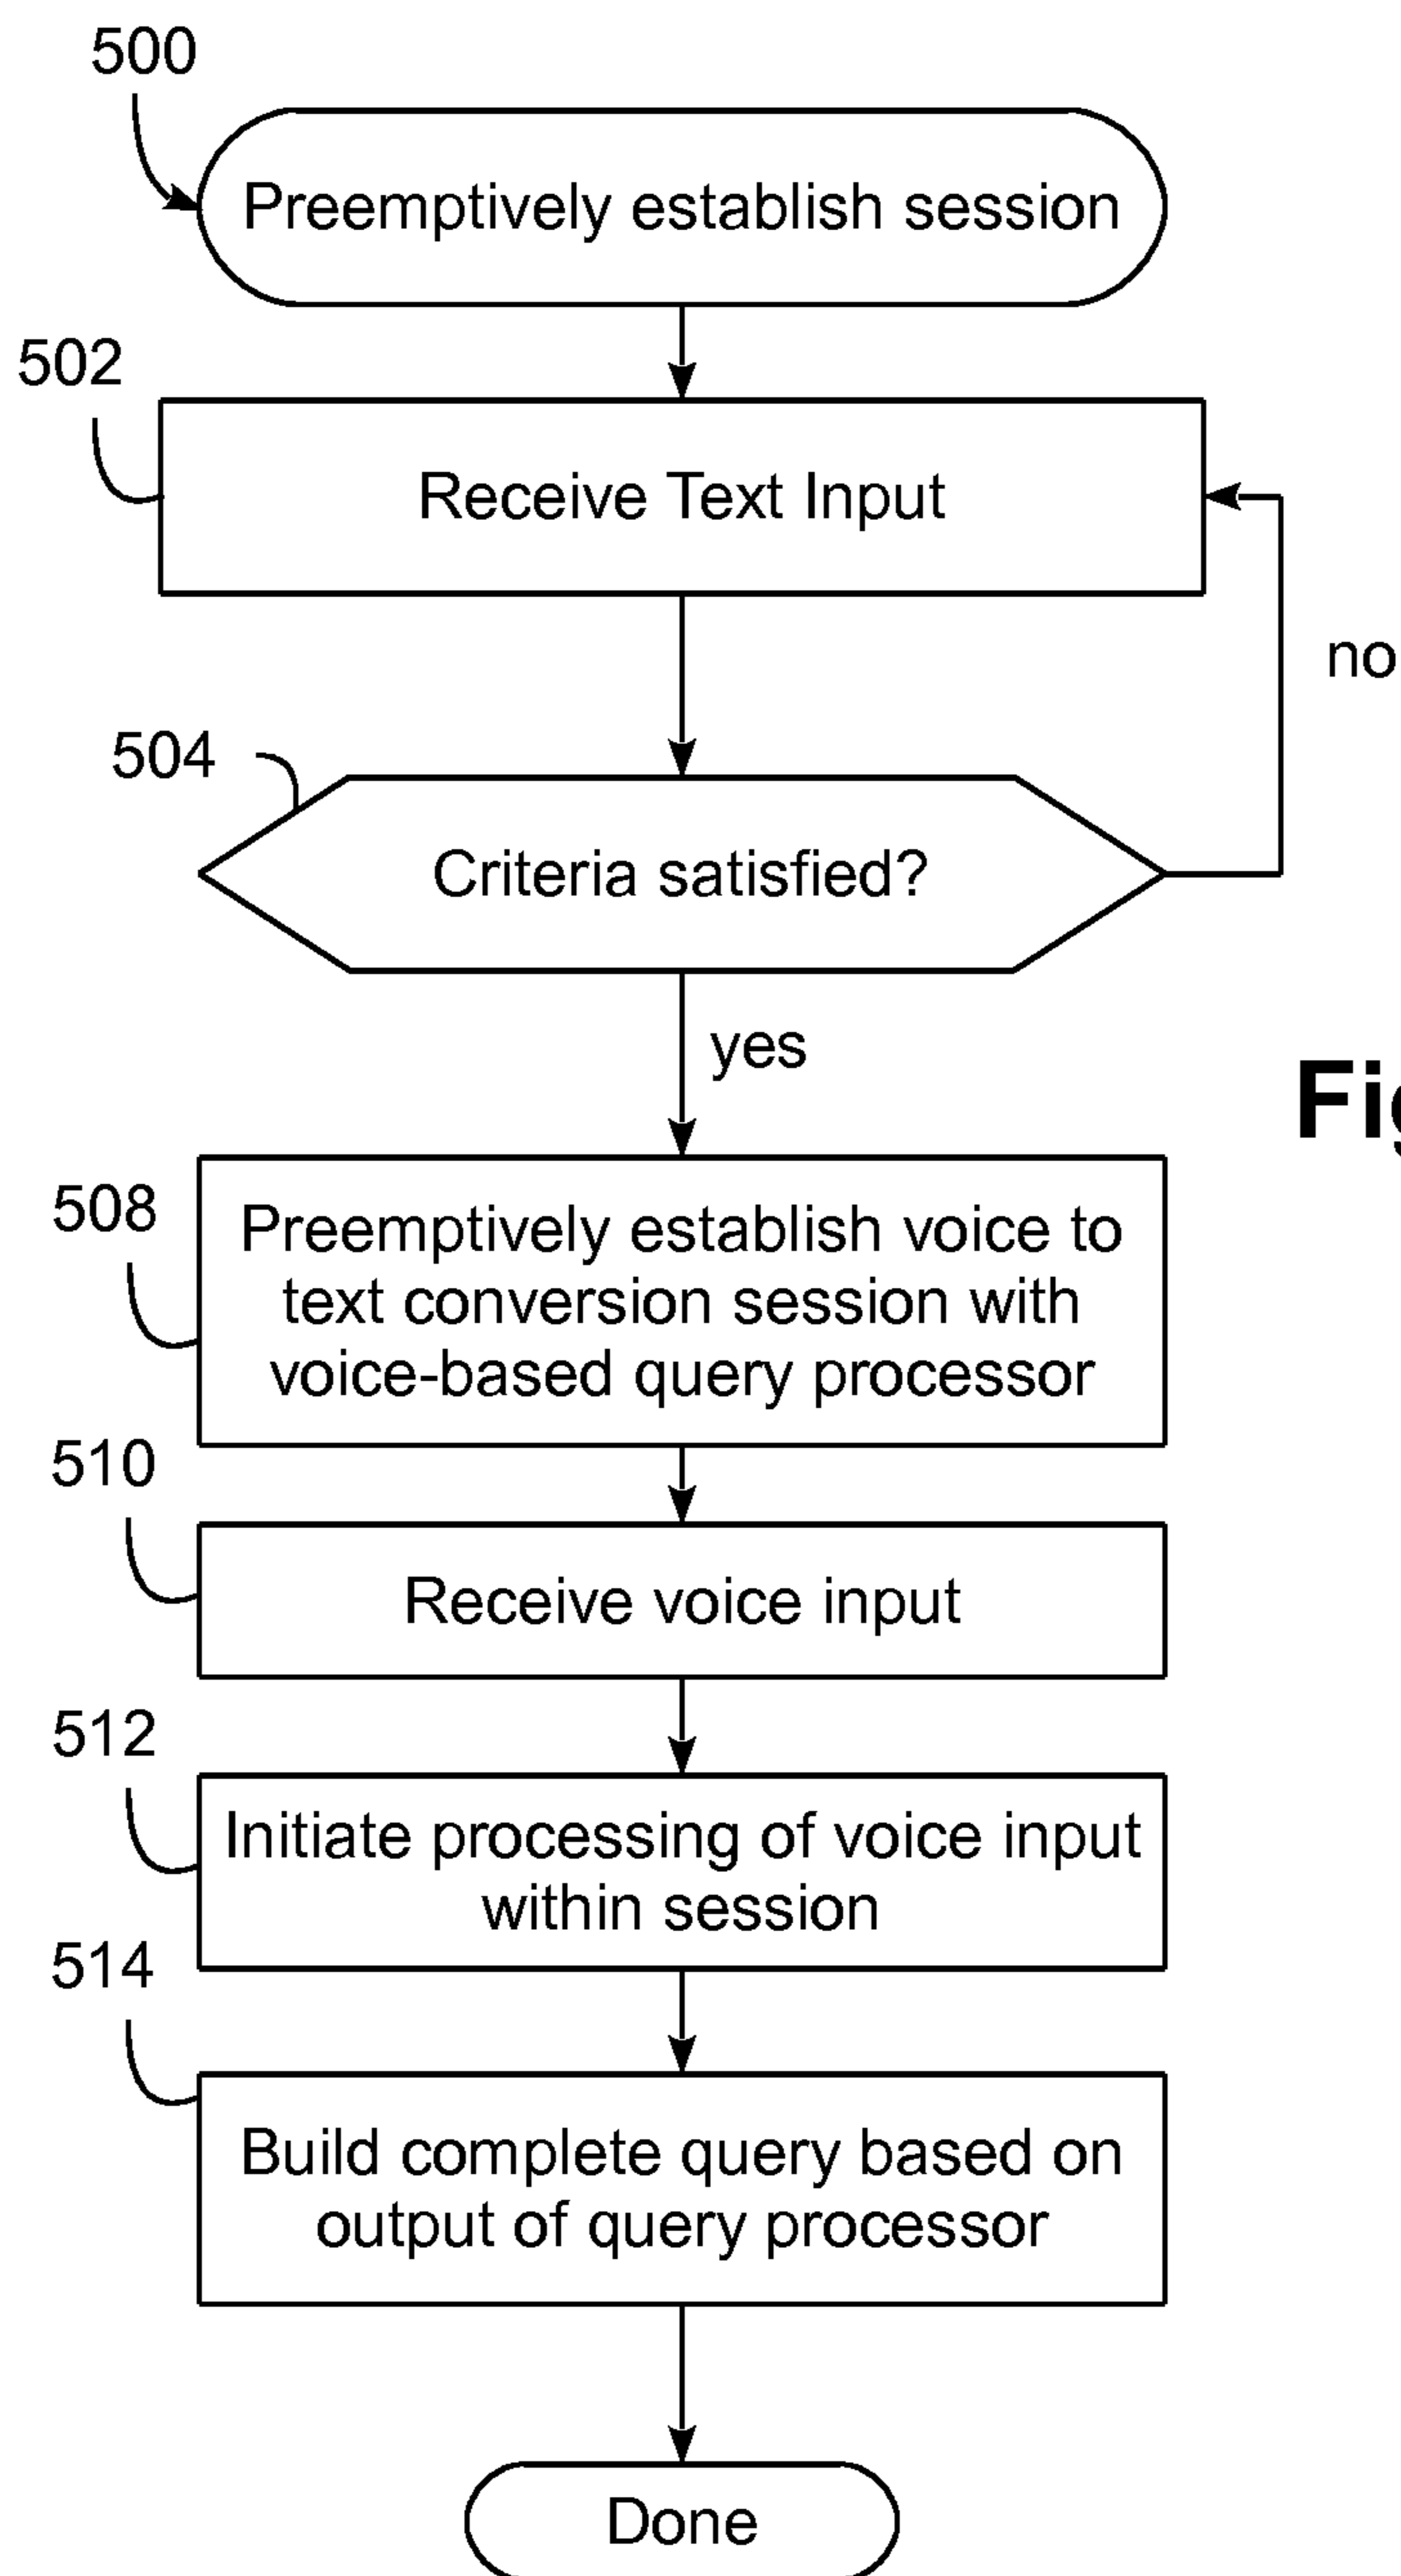 500
Preemptively establish session
502
Receive Text Input
no
504
Criteria satisfied?
yes
508
Preemptively establish voice to
text conversion session with
voice-based query processor
510
Receive voice input
512
Initiate processing of voice input
within session
514
Build complete query based on
output of query processor
Done